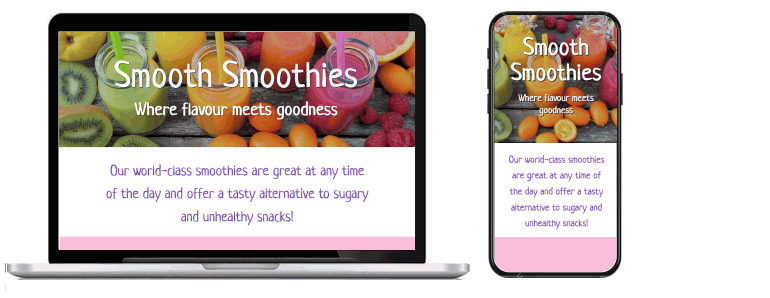 Smooth Smoothies
Where flavour meets goodness
Our world-class smoothies are great at any time
of the day and offer a tasty alternative to sugary
and unhealthy snacks!
Smooth
Smoothies
Where flavour meets
goodness
Our world-class smoothies
are great at any time of
the day and offer a tasty
alternative to sugary and
unhealthy snacks!